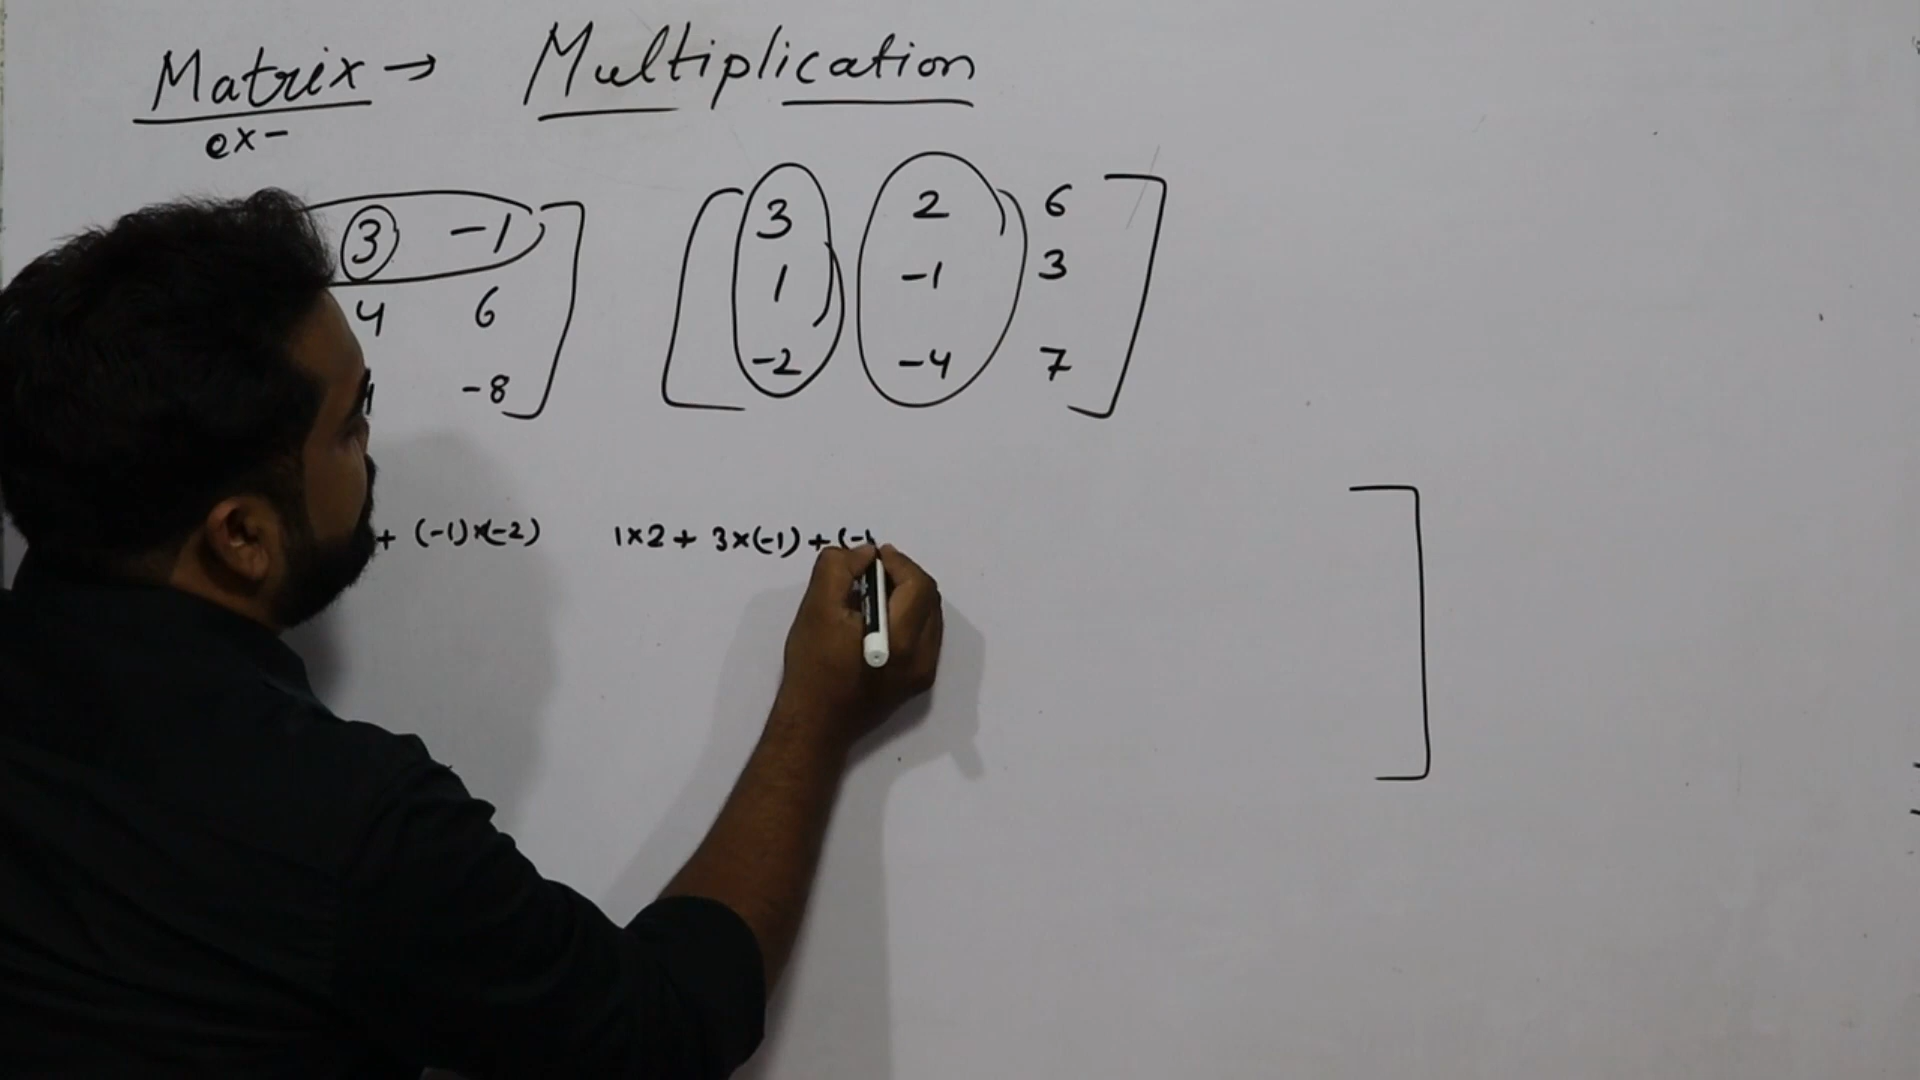 Matrix → Multiplication
ex-
3 -1 3 2 6
4 6 1 -1 3
-8 -2 -4 7
+ (-1)×(-2) 1×2 + 3×(-1) + (-1